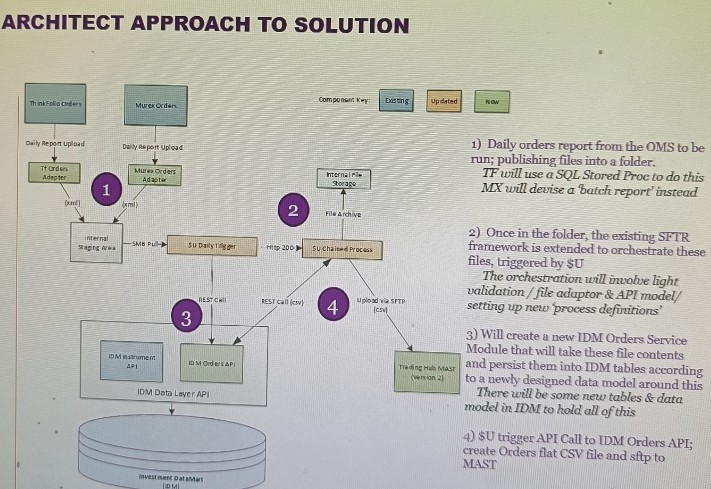 ARCHITECT APPROACH TO SOLUTION
ThinkFolio Orders
Murex Orders
Component Key:
Existing
Updated
New
Daily Report Upload
Daily Report Upload
TF Orders
Adapter
Murex Orders
Adapter
(xml)
(xml)
1
Internal
Staging Area
SMB Pull
$U Daily Trigger
Http 200
$U Chained Process
Internal File
Storage
File Archive
2
REST Call
REST Call (csv)
Upload via SFTP
(csv)
3
4
IDM Instrument
API
IDM Orders API
IDM Data Layer API
Trading Hub MAST
(Version 2)
Investment DataMart
(IDM)
1) Daily orders report from the OMS to be
run; publishing files into a folder.
TF will use a SQL Stored Proc to do this
MX will devise a 'batch report' instead
2) Once in the folder, the existing SFTR
framework is extended to orchestrate these
files, triggered by $U
The orchestration will involve light
validation / file adaptor & API model/
setting up new 'process definitions'
3) Will create a new IDM Orders Service
Module that will take these file contents
and persist them into IDM tables according
to a newly designed data model around this
There will be some new tables & data
model in IDM to hold all of this
4) $U trigger API Call to IDM Orders API;
create Orders flat CSV file and sftp to
MAST